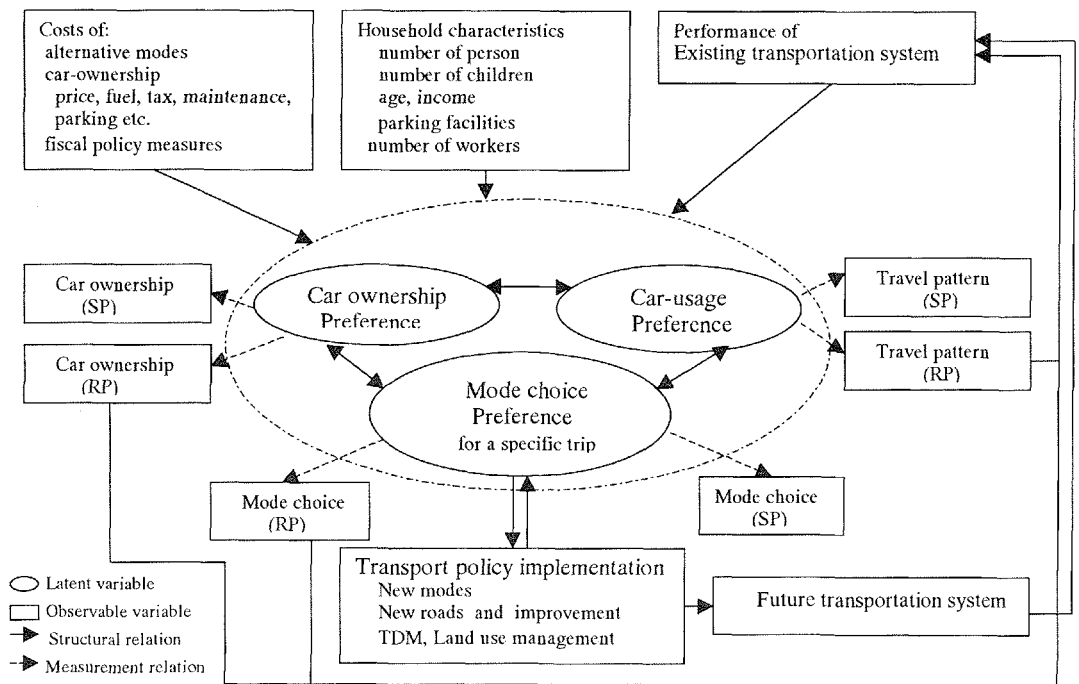 Costs of:
alternative modes
car-ownership
price, fuel, tax, maintenance,
parking etc.
fiscal policy measures
Household characteristics
number of person
number of children
age, income
parking facilities
number of workers
Performance of
Existing transportation system
Car ownership
(SP)
Car ownership
(RP)
Car ownership
Preference
Car-usage
Preference
Mode choice
Preference
for a specific trip
Travel pattern
(SP)
Travel pattern
(RP)
Mode choice
(RP)
Mode choice
(SP)
Transport policy implementation
New modes
New roads and improvement
TDM, Land use management
Future transportation system
Latent variable
Observable variable
Structural relation
Measurement relation